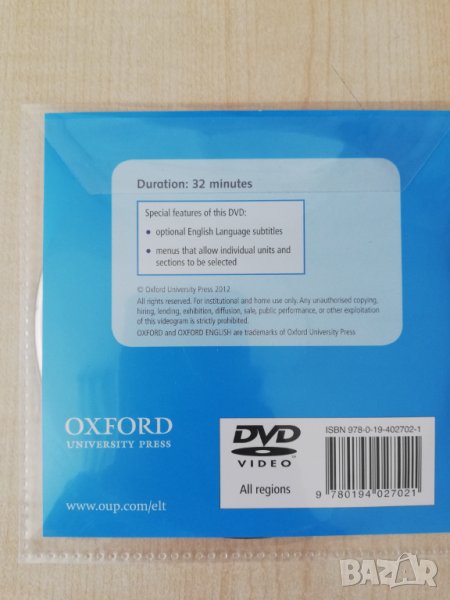 Duration: 32 minutes
Special features of this DVD:
• optional English Language subtitles
• menus that allow individual units and
sections to be selected
© Oxford University Press 2012
All rights reserved. For institutional and home use only. Any unauthorised copying,
hiring, lending, exhibition, diffusion, sale, public performance, or other exploitation
of this videogram is strictly prohibited.
OXFORD and OXFORD ENGLISH are trademarks of Oxford University Press
OXFORD
UNIVERSITY PRESS
www.oup.com/elt
DVD
VIDEO
All regions
ISBN 978-0-19-402702-1
9 780194 027021
BAZAR